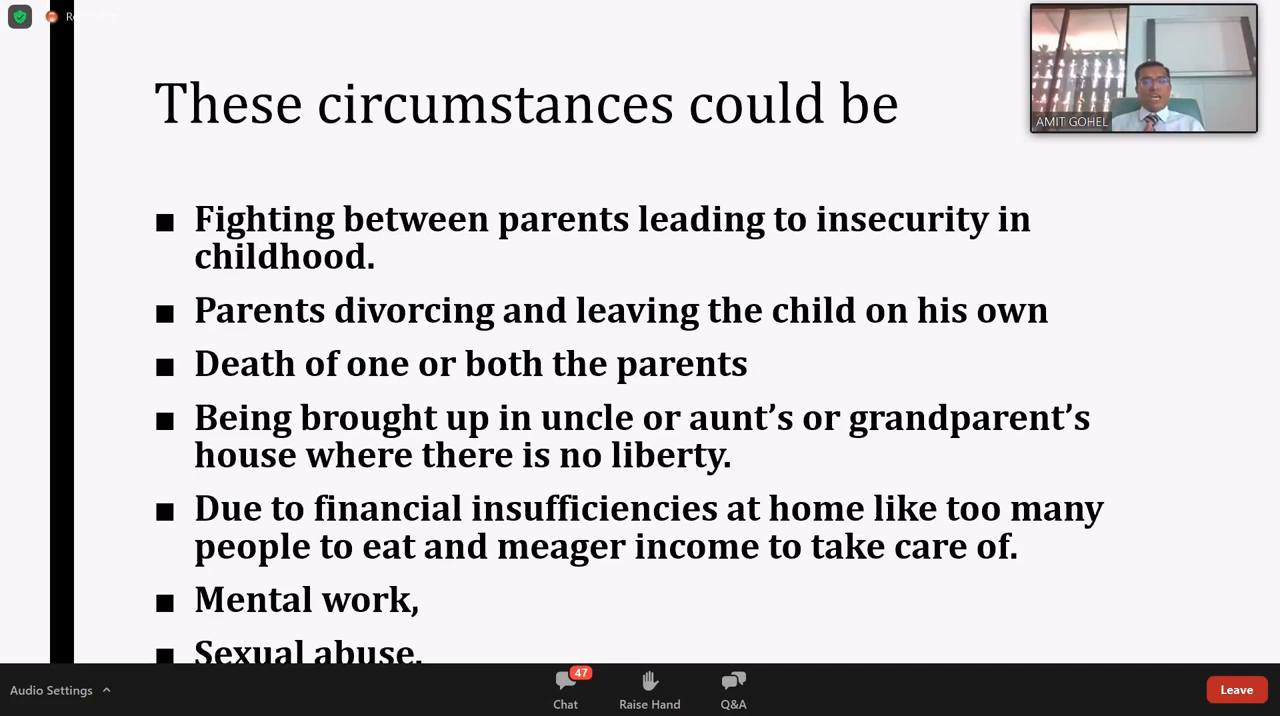 These circumstances could be
AMIT GOHEL
■ Fighting between parents leading to insecurity in
childhood.
■ Parents divorcing and leaving the child on his own
■ Death of one or both the parents
■ Being brought up in uncle or aunt’s or grandparent’s
house where there is no liberty.
■ Due to financial insufficiencies at home like too many
people to eat and meager income to take care of.
■ Mental work,
■ Sexual abuse.
Audio Settings
47
Chat
Raise Hand
Q&A
Leave